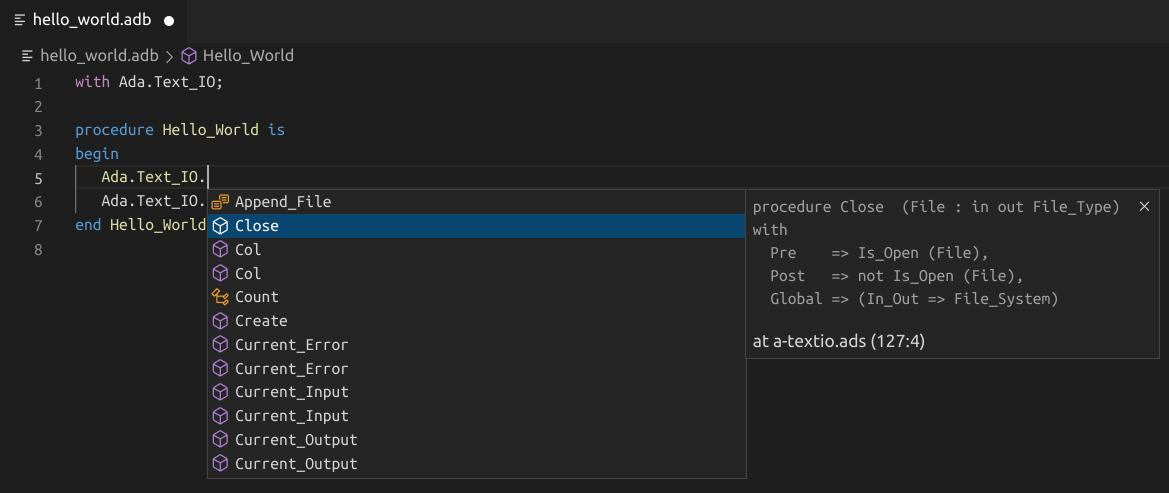 hello_world.adb
hello_world.adb > Hello_World
1 with Ada.Text_IO;
2
3 procedure Hello_World is
4 begin
5 Ada.Text_IO.
6 Ada.Text_IO.
7 end Hello_World
8
Append_File
Close
Col
Col
Count
Create
Current_Error
Current_Error
Current_Input
Current_Input
Current_Output
Current_Output
procedure Close (File : in out File_Type)
with
Pre => Is_Open (File),
Post => not Is_Open (File),
Global => (In_Out => File_System)
at a-textio.ads (127:4)